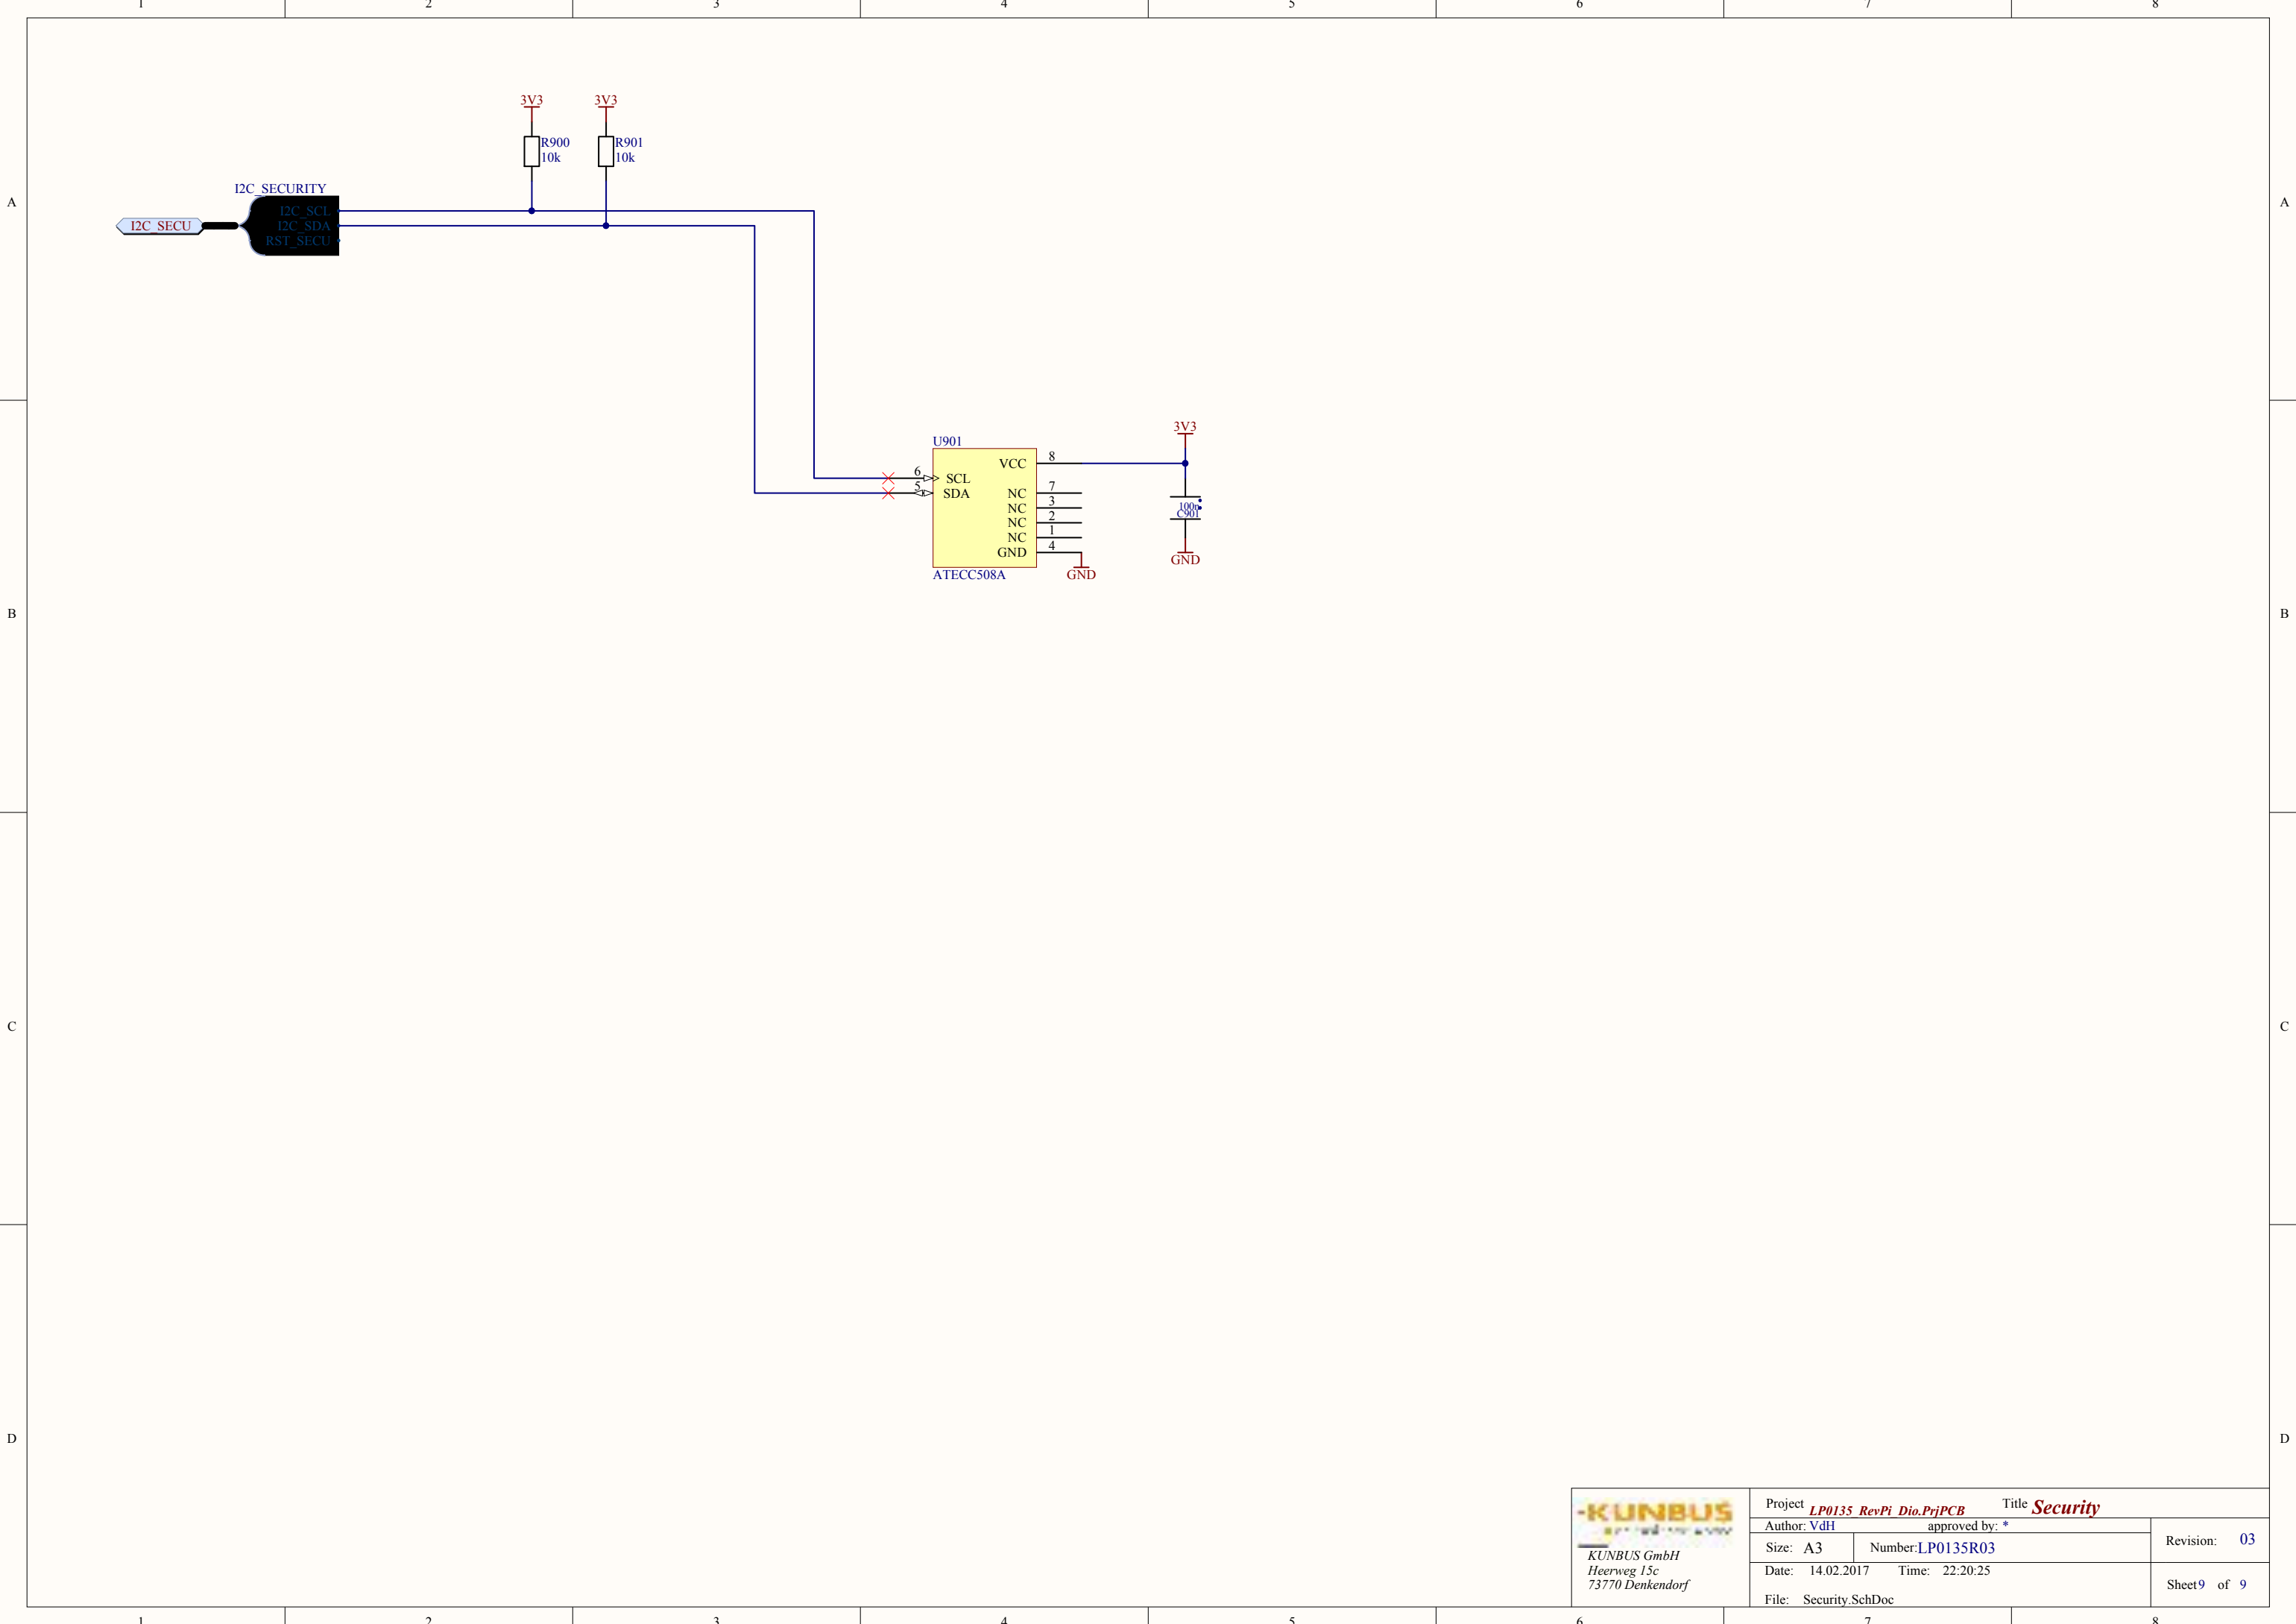 1 2 3 4 5 6 7 8
3V3 3V3
R900 R901
10k 10k
I2C_SECURITY
A A
I2C_SCL
I2C_SECU I2C_SDA
RST_SECU
3V3
U901
VCC 8
6 SCL
5 SDA NC 7
NC 3
100n
C901
NC 2
NC 1
GND 4
GND
ATECC508A GND
B B
C C
D D
KUNBUS
Project LP0135_RevPi_Dio.PrjPCB Title Security
Author: VdH approved by: *
Revision: 03
Size: A3 Number:LP0135R03
KUNBUS GmbH
Heerweg 15c
73770 Denkendorf
Date: 14.02.2017 Time: 22:20:25
Sheet9 of 9
File: Security.SchDoc
1 2 3 4 5 6 7 8